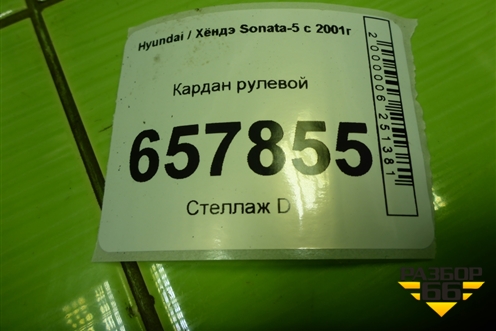 Hyundai / Хёндэ Sonata-5 с 2001г
Кардан рулевой
657855
Стеллаж D
2000006251381
РАЗБОР
66